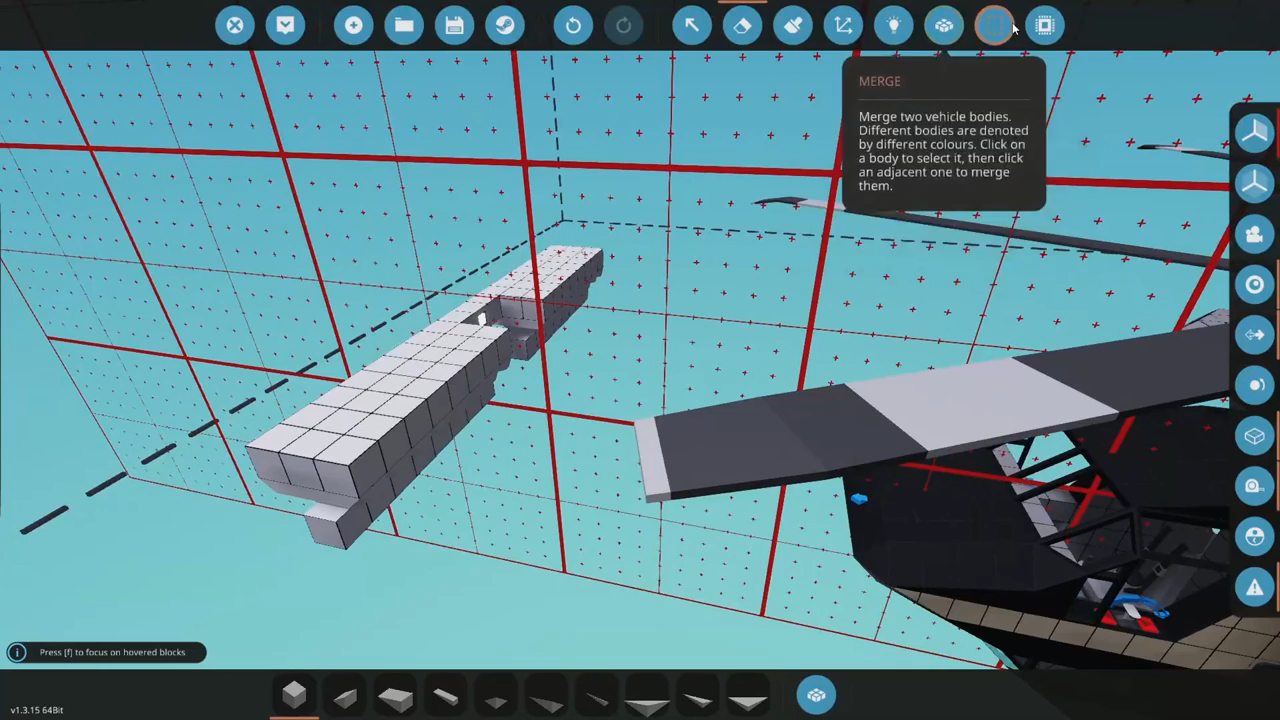 MERGE
Merge two vehicle bodies.
Different bodies are denoted
by different colours. Click on
a body to select it, then click
an adjacent one to merge
them.
Press [f] to focus on hovered blocks
v1.3.15 64Bit